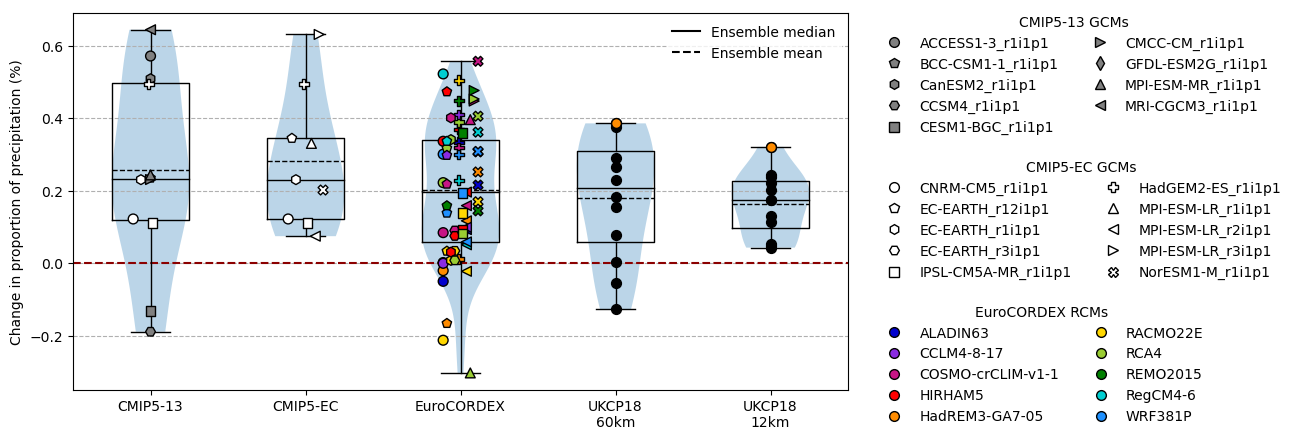 Change in proportion of precipitation (%)
0.6
0.4
0.2
0.0
−0.2
Ensemble median
Ensemble mean
CMIP5-13
CMIP5-EC
EuroCORDEX
UKCP18
60km
UKCP18
12km
CMIP5-13 GCMs
ACCESS1-3_r1i1p1
BCC-CSM1-1_r1i1p1
CanESM2_r1i1p1
CCSM4_r1i1p1
CESM1-BGC_r1i1p1
CMCC-CM_r1i1p1
GFDL-ESM2G_r1i1p1
MPI-ESM-MR_r1i1p1
MRI-CGCM3_r1i1p1
CMIP5-EC GCMs
CNRM-CM5_r1i1p1
EC-EARTH_r12i1p1
EC-EARTH_r1i1p1
EC-EARTH_r3i1p1
IPSL-CM5A-MR_r1i1p1
HadGEM2-ES_r1i1p1
MPI-ESM-LR_r1i1p1
MPI-ESM-LR_r2i1p1
MPI-ESM-LR_r3i1p1
NorESM1-M_r1i1p1
EuroCORDEX RCMs
ALADIN63
CCLM4-8-17
COSMO-crCLIM-v1-1
HIRHAM5
HadREM3-GA7-05
RACMO22E
RCA4
REMO2015
RegCM4-6
WRF381P